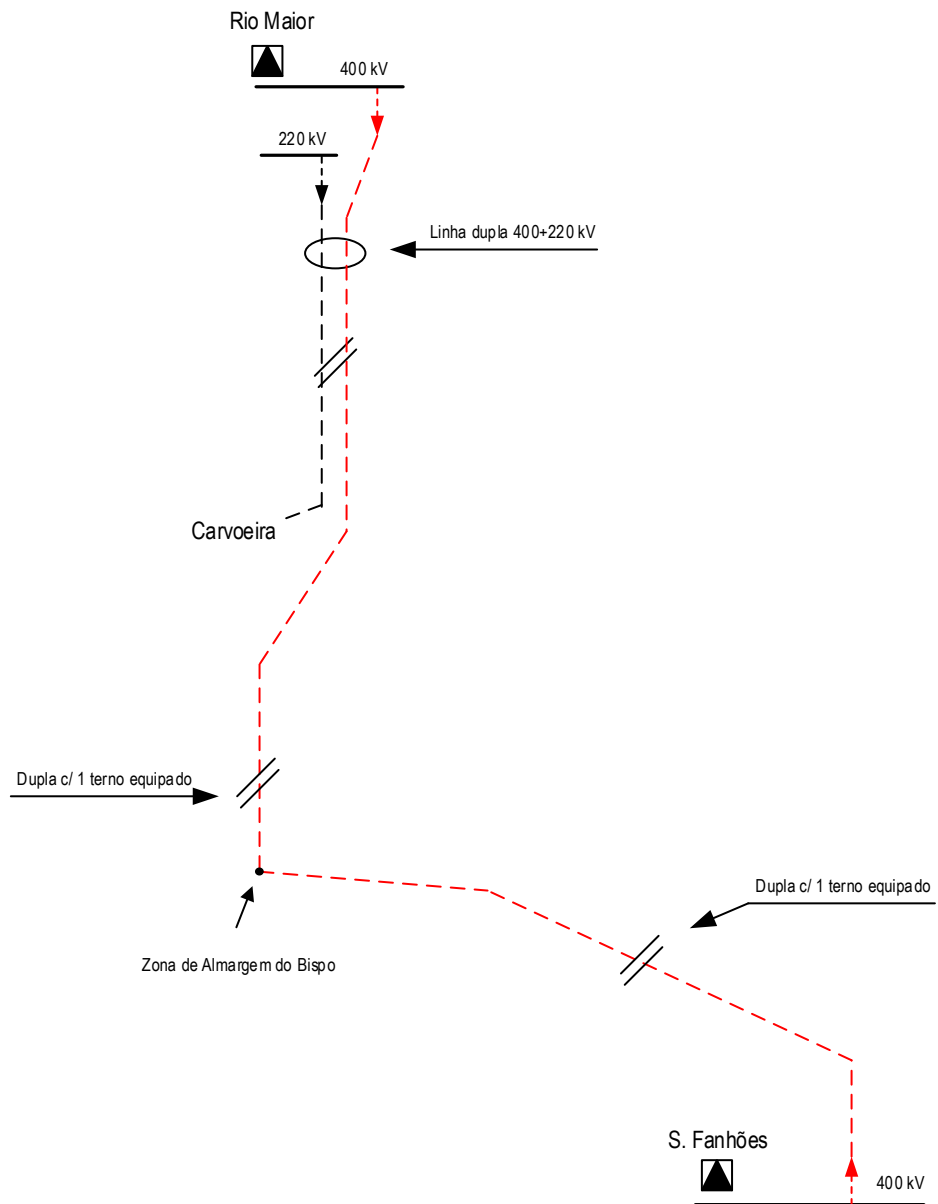 Rio Maior
400 kV
220 kV
Linha dupla 400+220 kV
Carvoeira
Dupla c/ 1 terno equipado
Dupla c/ 1 terno equipado
Zona de Almargem do Bispo
S. Fanhões
400 kV